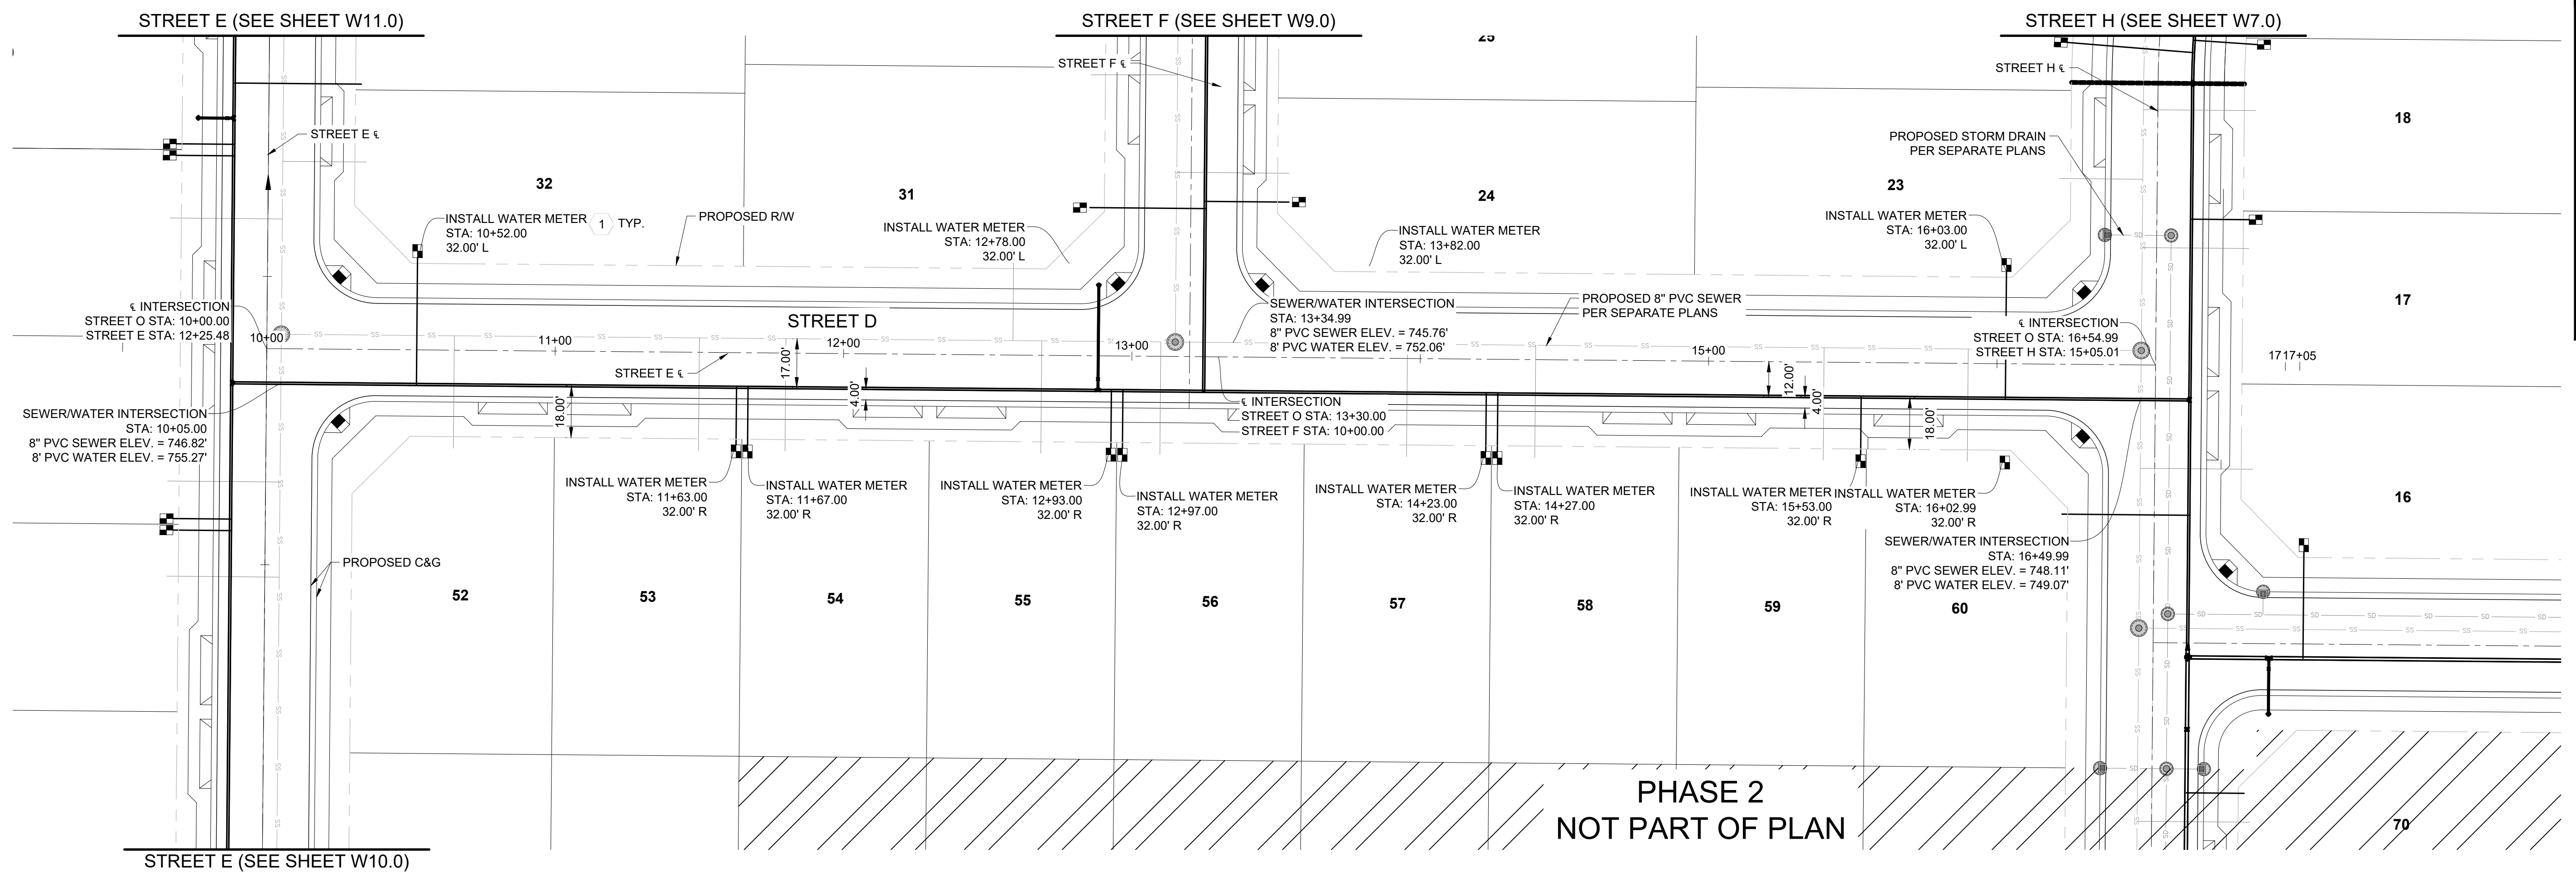 STREET E (SEE SHEET W11.0)
STREET F (SEE SHEET W9.0)
STREET H (SEE SHEET W7.0)
25
STREET F ℄
STREET H ℄
STREET E ℄
18
PROPOSED STORM DRAIN
PER SEPARATE PLANS
32
31
24
23
INSTALL WATER METER
STA: 10+52.00
32.00' L
1 TYP.
PROPOSED R/W
INSTALL WATER METER
STA: 12+78.00
32.00' L
INSTALL WATER METER
STA: 13+82.00
32.00' L
INSTALL WATER METER
STA: 16+03.00
32.00' L
SD
17
℄ INTERSECTION
STREET O STA: 10+00.00
STREET E STA: 12+25.48
10+00
11+00
STREET D
12+00
13+00
SEWER/WATER INTERSECTION
STA: 13+34.99
8" PVC SEWER ELEV. = 745.76'
8' PVC WATER ELEV. = 752.06'
PROPOSED 8" PVC SEWER
PER SEPARATE PLANS
15+00
℄ INTERSECTION
STREET O STA: 16+54.99
STREET H STA: 15+05.01
1717+05
STREET E ℄
17.00'
18.00'
4.00'
12.00'
4.00'
18.00'
SEWER/WATER INTERSECTION
STA: 10+05.00
8" PVC SEWER ELEV. = 746.82'
8' PVC WATER ELEV. = 755.27'
℄ INTERSECTION
STREET O STA: 13+30.00
STREET F STA: 10+00.00
INSTALL WATER METER
STA: 11+63.00
32.00' R
INSTALL WATER METER
STA: 11+67.00
32.00' R
INSTALL WATER METER
STA: 12+93.00
32.00' R
INSTALL WATER METER
STA: 12+97.00
32.00' R
INSTALL WATER METER
STA: 14+23.00
32.00' R
INSTALL WATER METER
STA: 14+27.00
32.00' R
INSTALL WATER METER
STA: 15+53.00
32.00' R
INSTALL WATER METER
STA: 16+02.99
32.00' R
16
SEWER/WATER INTERSECTION
STA: 16+49.99
8" PVC SEWER ELEV. = 748.11'
8' PVC WATER ELEV. = 749.07'
PROPOSED C&G
52
53
54
55
56
57
58
59
60
SD SD SD SD
SS SS SS SS
PHASE 2
NOT PART OF PLAN
70
STREET E (SEE SHEET W10.0)